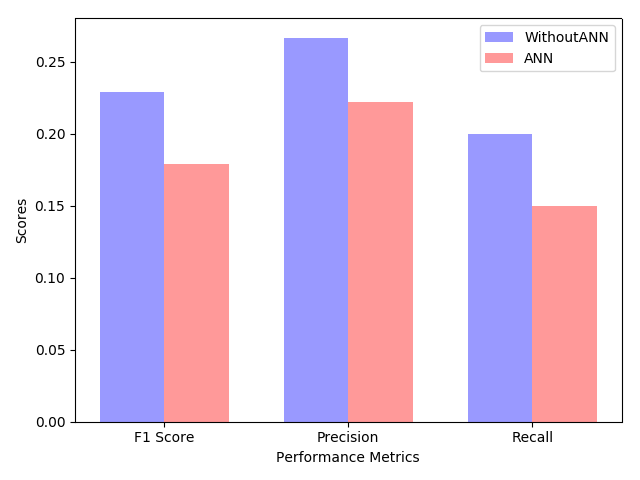 WithoutANN
ANN
0.25
0.20
0.15
0.10
0.05
0.00
Scores
F1 Score
Precision
Recall
Performance Metrics